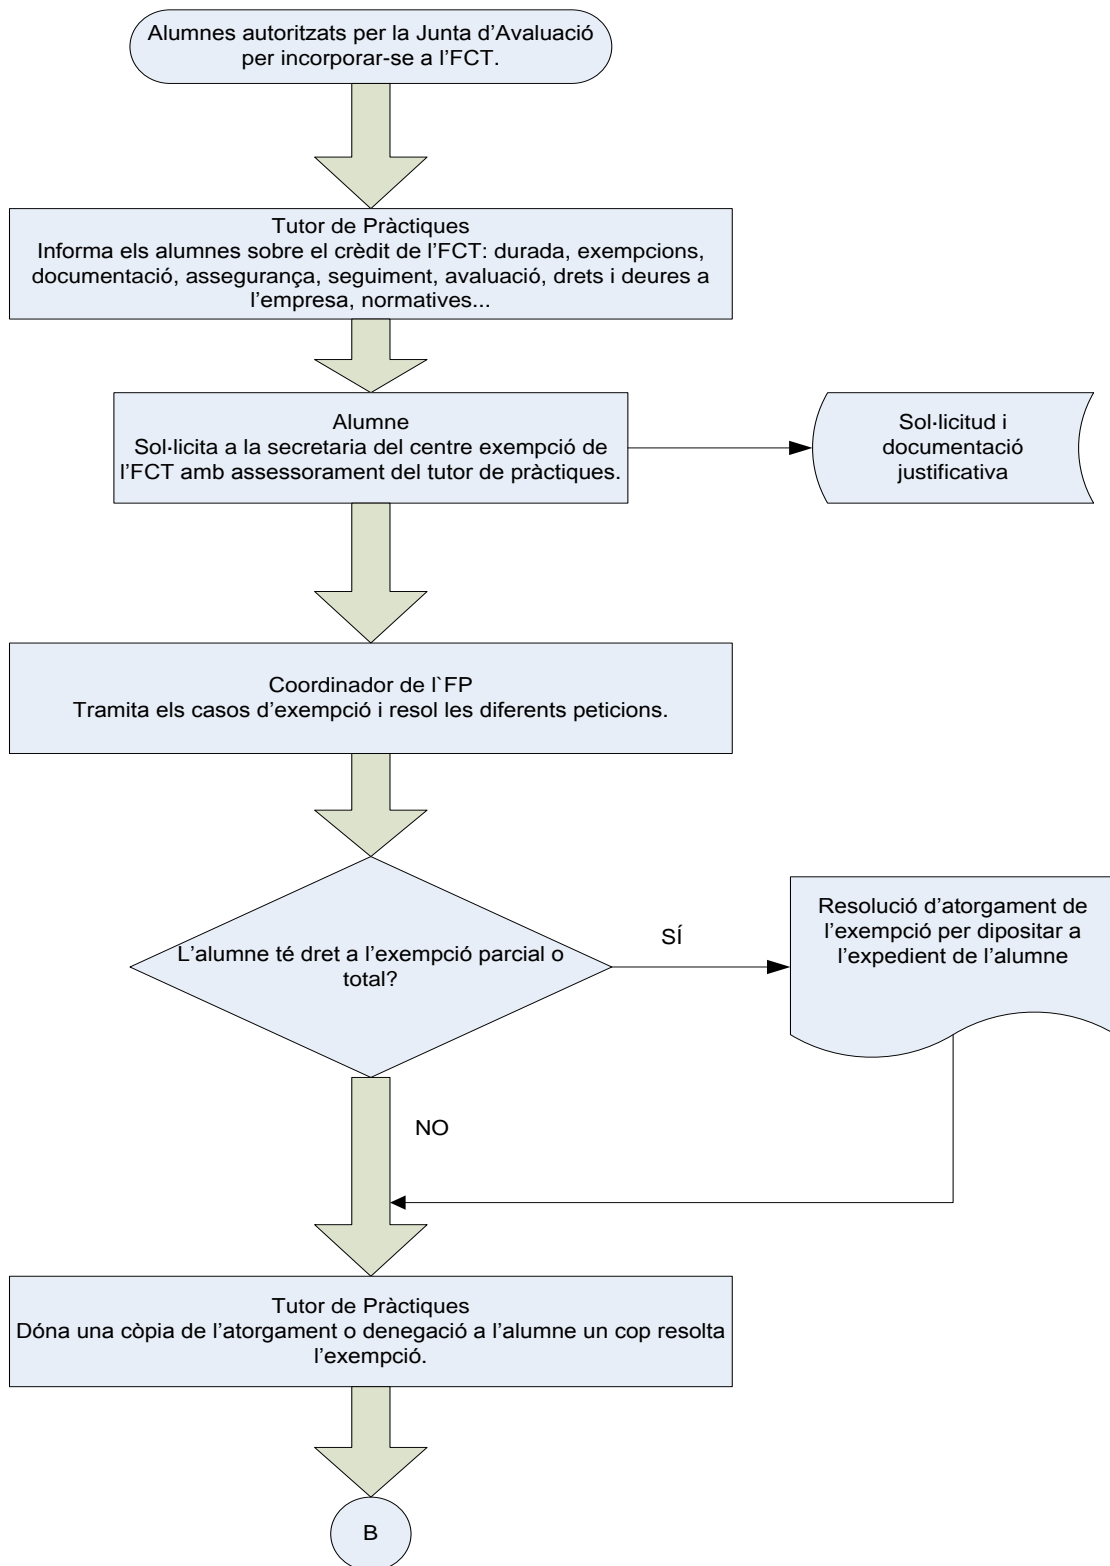 Alumnes autoritzats per la Junta d’Avaluació
per incorporar-se a l’FCT.
Tutor de Pràctiques
Informa els alumnes sobre el crèdit de l’FCT: durada, exempcions,
documentació, assegurança, seguiment, avaluació, drets i deures a
l’empresa, normatives...
Alumne
Sol·licita a la secretaria del centre exempció de
l’FCT amb assessorament del tutor de pràctiques.
Sol·licitud i
documentació
justificativa
Coordinador de l`FP
Tramita els casos d’exempció i resol les diferents peticions.
L’alumne té dret a l’exempció parcial o
total?
SÍ
Resolució d’atorgament de
l’exempció per dipositar a
l’expedient de l’alumne
NO
Tutor de Pràctiques
Dóna una còpia de l’atorgament o denegació a l’alumne un cop resolta
l’exempció.
B